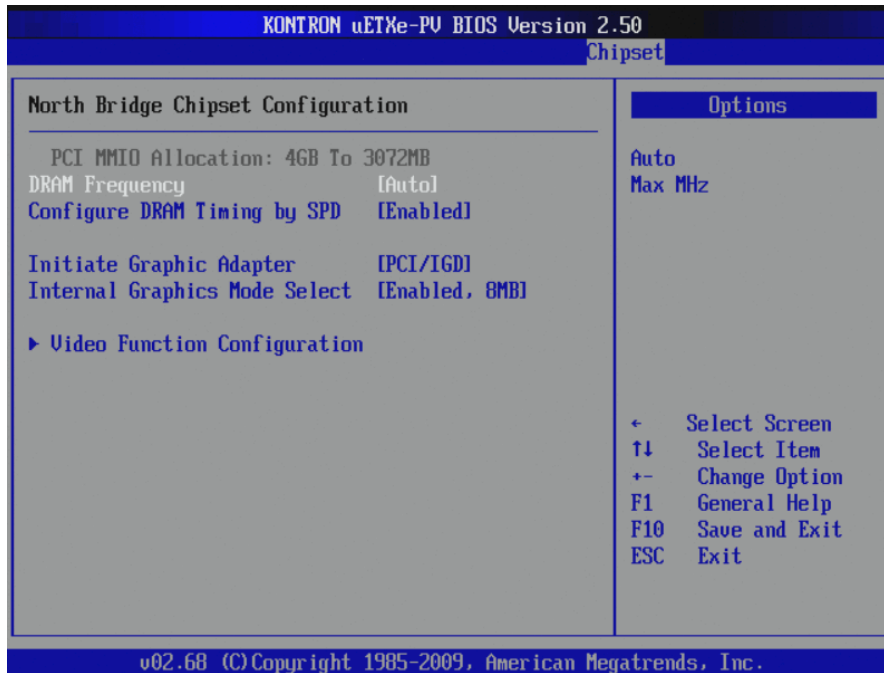 KONTRON uETXe-PV BIOS Version 2.50
Chipset
North Bridge Chipset Configuration
PCI MMIO Allocation: 4GB To 3072MB
DRAM Frequency [Auto]
Configure DRAM Timing by SPD [Enabled]
Initiate Graphic Adapter [PCI/IGD]
Internal Graphics Mode Select [Enabled, 8MB]
▶ Video Function Configuration
Options
Auto
Max MHz
← Select Screen
↑↓ Select Item
+- Change Option
F1 General Help
F10 Save and Exit
ESC Exit
v02.68 (C)Copyright 1985-2009, American Megatrends, Inc.